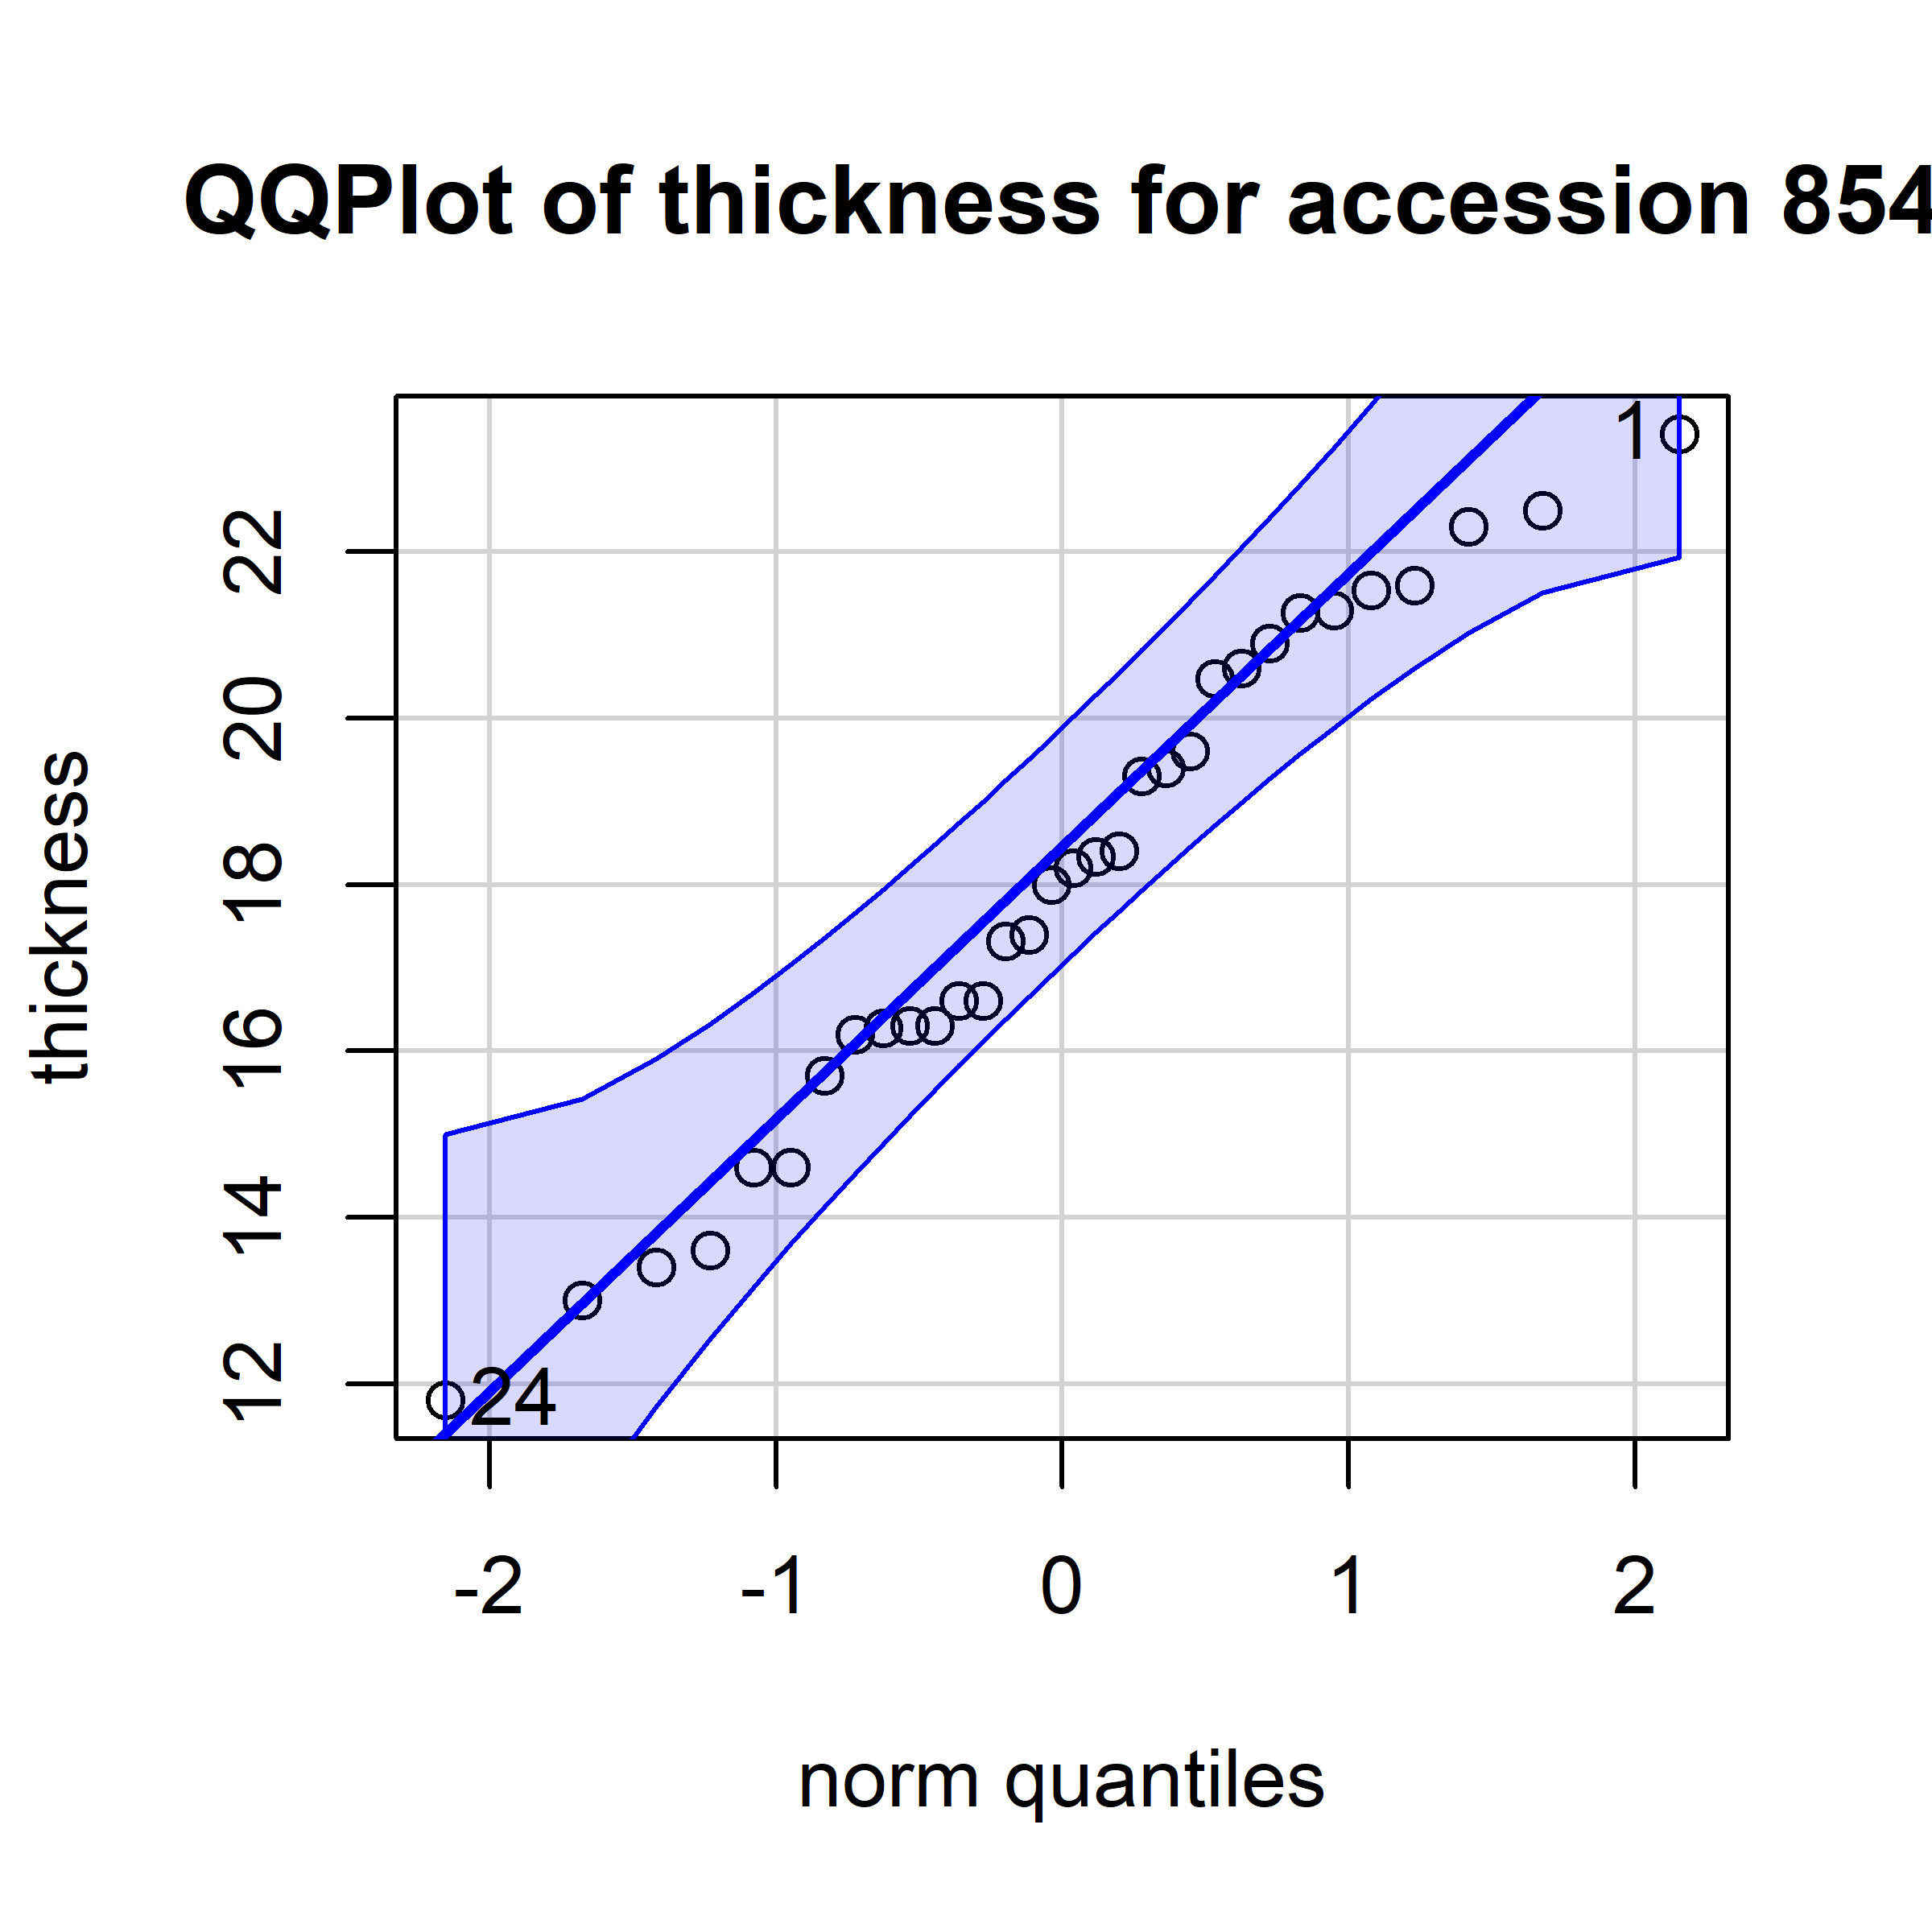 QQPlot of thickness for accession 854
1
22
20
18
16
14
12
24
thickness
-2 -1 0 1 2
norm quantiles